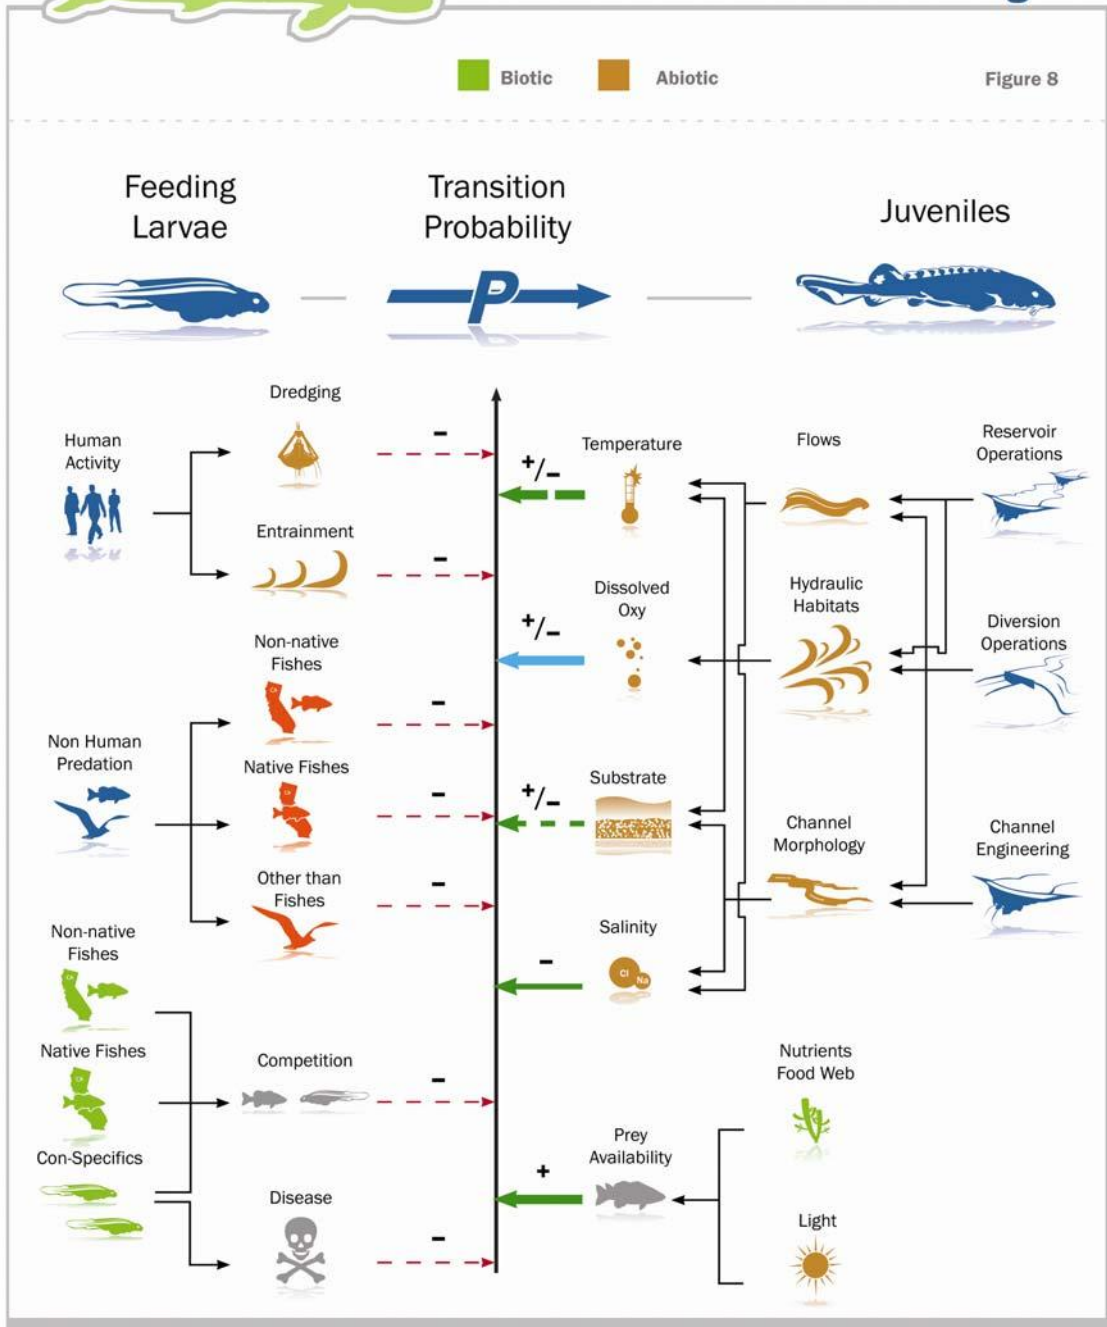 Biotic
Abiotic
Figure 8
Feeding
Larvae
Transition
Probability
Juveniles
P
Dredging
Human
Activity
Entrainment
Non-native
Fishes
Non Human
Predation
Native Fishes
Other than
Fishes
Non-native
Fishes
Native Fishes
Con-Specifics
Competition
Disease
-
-
-
-
-
-
-
+/-
+/-
+/-
-
+
Temperature
Dissolved
Oxy
Substrate
Salinity
Cl
Na
Prey
Availability
Flows
Hydraulic
Habitats
Channel
Morphology
Nutrients
Food Web
Light
Reservoir
Operations
Diversion
Operations
Channel
Engineering